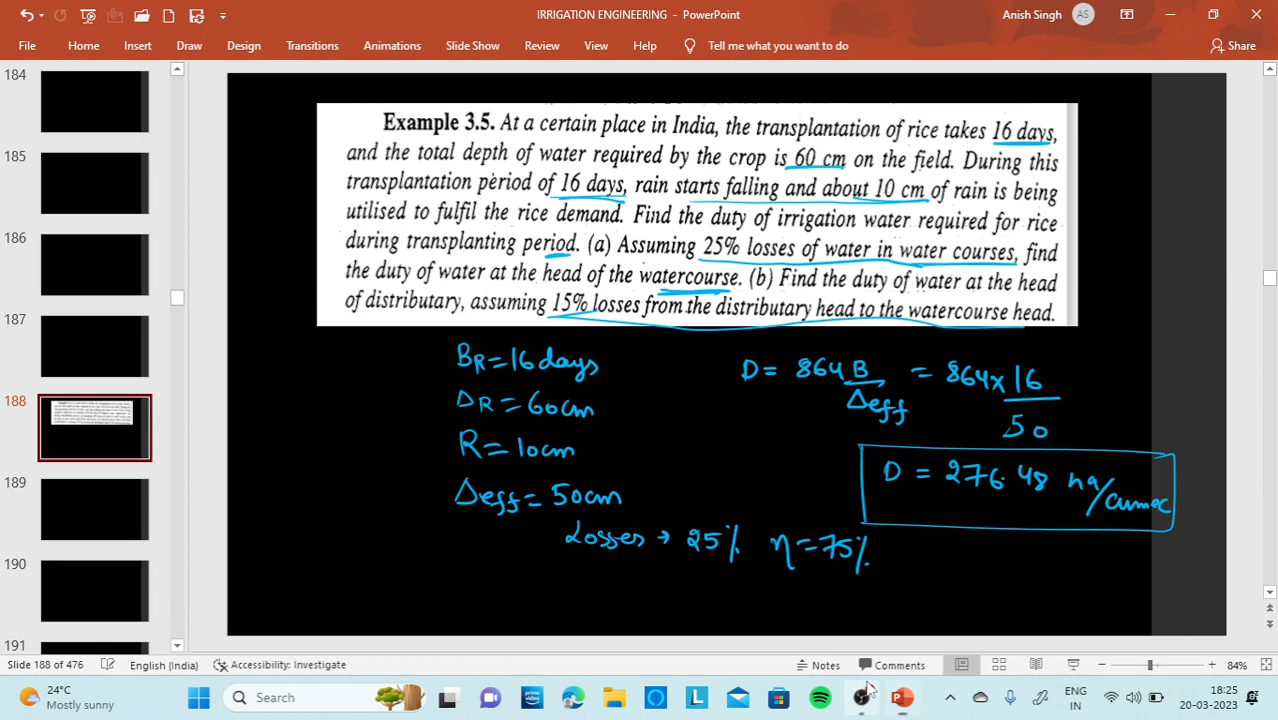 IRRIGATION ENGINEERING - PowerPoint
Anish Singh
AS
File Home Insert Draw Design Transitions Animations Slide Show Review View Help Tell me what you want to do
Share
184
185
186
187
188
189
190
191
Example 3.5. At a certain place in India, the transplantation of rice takes 16 days,
and the total depth of water required by the crop is 60 cm on the field. During this
transplantation period of 16 days, rain starts falling and about 10 cm of rain is being
utilised to fulfil the rice demand. Find the duty of irrigation water required for rice
during transplanting period. (a) Assuming 25% losses of water in water courses, find
the duty of water at the head of the watercourse. (b) Find the duty of water at the head
of distributary, assuming 15% losses from the distributary head to the watercourse head.
BR=16days
ΔR=60cm
R=10cm
Δeff=50cm
Losses → 25% η=75%
D= 864 B/Δeff = 864×16/50
D = 276.48 ha/cumec
Slide 188 of 476 English (India) Accessibility: Investigate Notes Comments 84%
24°C
Mostly sunny
Search
prime video
L
ENG
IN
18:25
20-03-2023